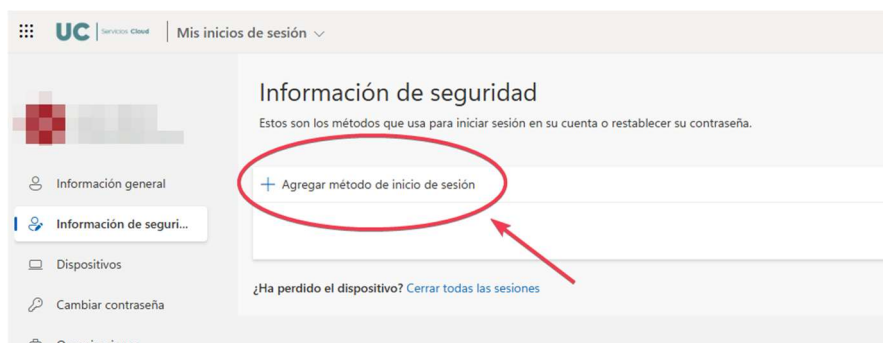 UC Servicios Cloud Mis inicios de sesión
Información de seguridad
Estos son los métodos que usa para iniciar sesión en su cuenta o restablecer su contraseña.
Información general
Información de seguri...
Dispositivos
Cambiar contraseña
+ Agregar método de inicio de sesión
¿Ha perdido el dispositivo? Cerrar todas las sesiones